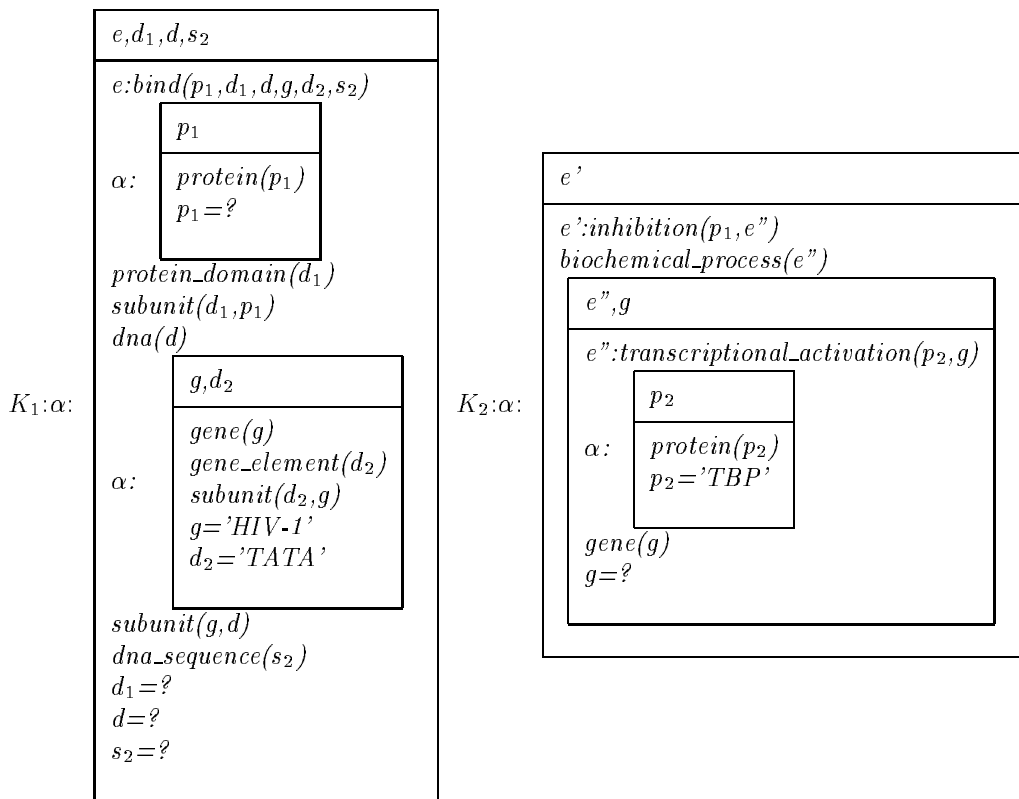 K₁:α:
e,d₁,d,s₂
e:bind(p₁,d₁,d,g,d₂,s₂)
α:
p₁
protein(p₁)
p₁=?
protein_domain(d₁)
subunit(d₁,p₁)
dna(d)
α:
g,d₂
gene(g)
gene_element(d₂)
subunit(d₂,g)
g='HIV-1'
d₂='TATA'
subunit(g,d)
dna_sequence(s₂)
d₁=?
d=?
s₂=?
K₂:α:
e'
e':inhibition(p₁,e")
biochemical_process(e")
e",g
e":transcriptional_activation(p₂,g)
α:
p₂
protein(p₂)
p₂='TBP'
gene(g)
g=?